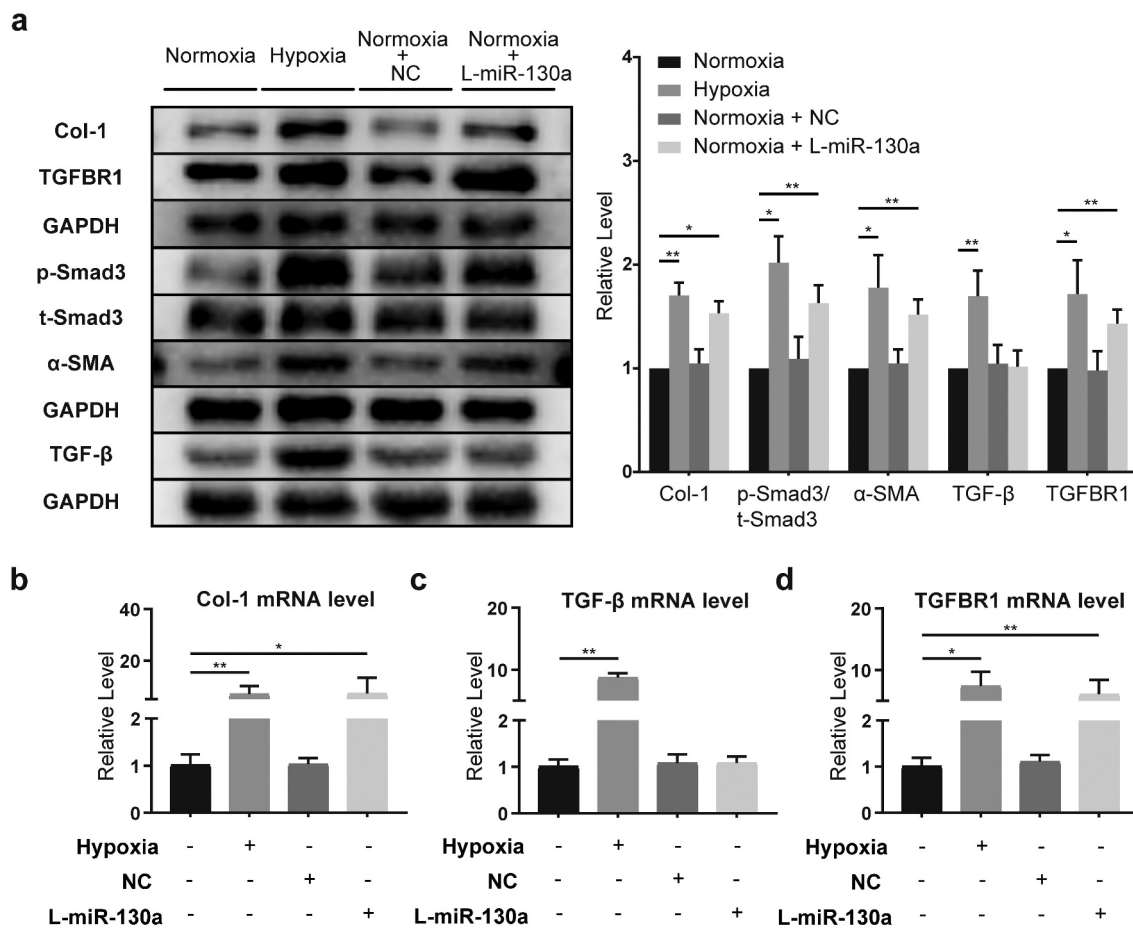 a
Normoxia
Hypoxia
Normoxia
+
NC
Normoxia
+
L-miR-130a
Col-1
TGFBR1
GAPDH
p-Smad3
t-Smad3
α-SMA
GAPDH
TGF-β
GAPDH
Relative Level
4
3
2
1
0
Normoxia
Hypoxia
Normoxia + NC
Normoxia + L-miR-130a
** *
* **
* **
**
* **
Col-1
p-Smad3/
t-Smad3
α-SMA
TGF-β
TGFBR1
b
Col-1 mRNA level
Relative Level
40
20
2
1
0
*
**
Hypoxia - + - -
NC - - + -
L-miR-130a - - - +
c
TGF-β mRNA level
Relative Level
20
10
2
1
0
**
Hypoxia - + - -
NC - - + -
L-miR-130a - - - +
d
TGFBR1 mRNA level
Relative Level
20
10
2
1
0
**
*
Hypoxia - + - -
NC - - + -
L-miR-130a - - - +